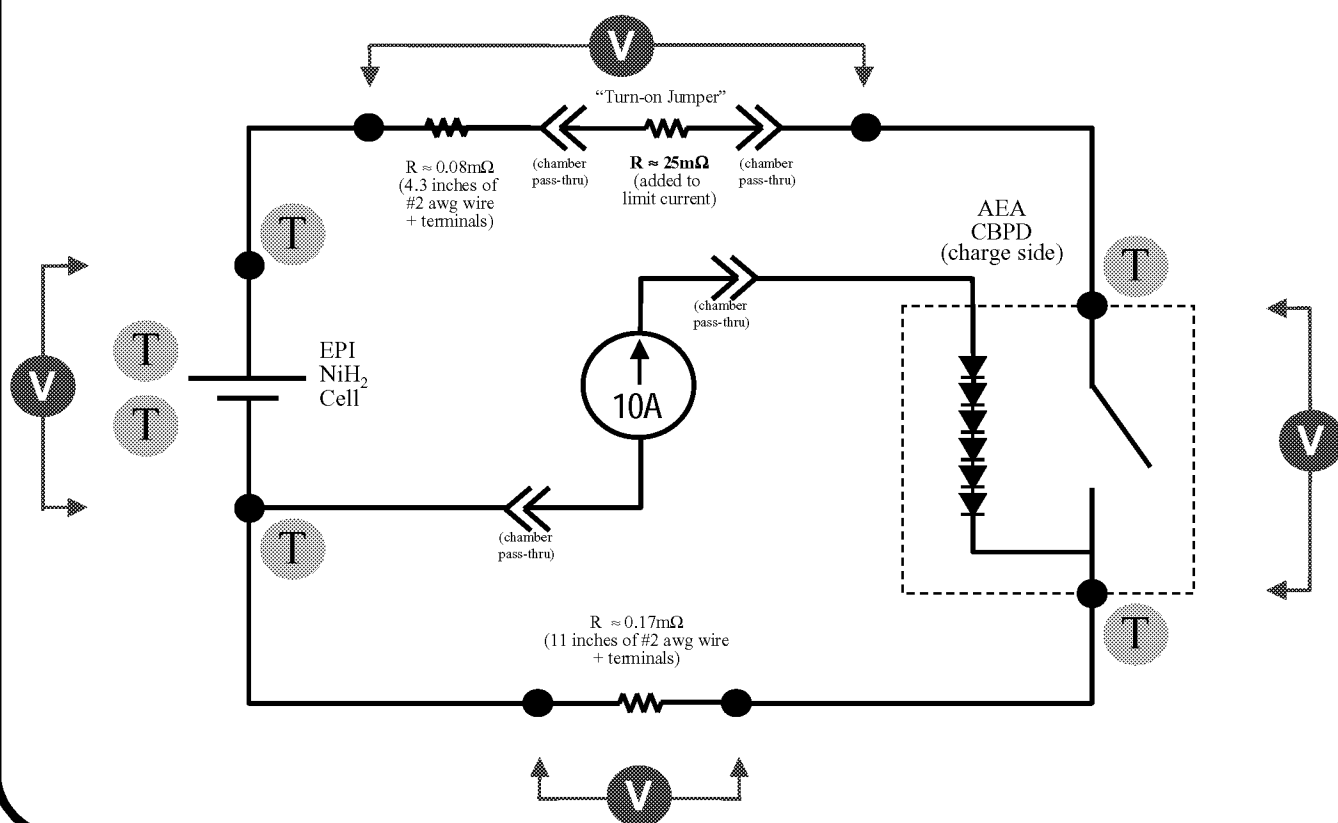 V
“Turn-on Jumper”
R ≈ 0.08mΩ
(4.3 inches of
#2 awg wire
+ terminals)
(chamber
pass-thru)
R ≈ 25mΩ
(added to
limit current)
(chamber
pass-thru)
T
AEA
CBPD
(charge side)
T
(chamber
pass-thru)
T
EPI
NiH₂
Cell
V
T
10A
V
T
(chamber
pass-thru)
R ≈ 0.17mΩ
(11 inches of #2 awg wire
+ terminals)
T
V